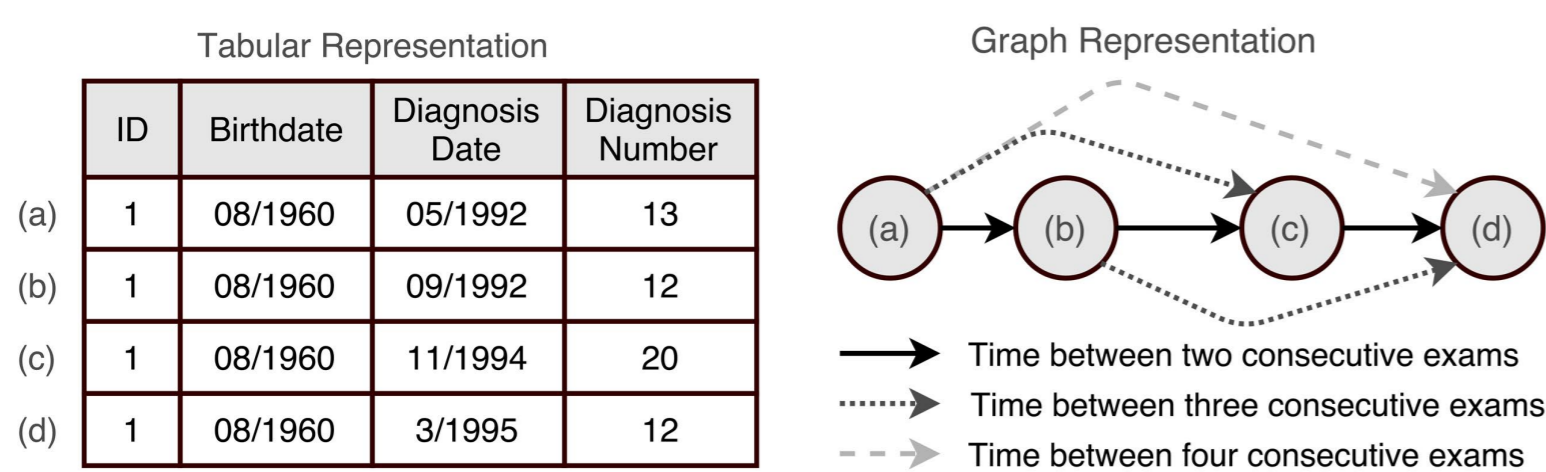 Tabular Representation
ID Birthdate Diagnosis Date Diagnosis Number
(a) 1 08/1960 05/1992 13
(b) 1 08/1960 09/1992 12
(c) 1 08/1960 11/1994 20
(d) 1 08/1960 3/1995 12
Graph Representation
(a) (b) (c) (d)
Time between two consecutive exams
Time between three consecutive exams
Time between four consecutive exams